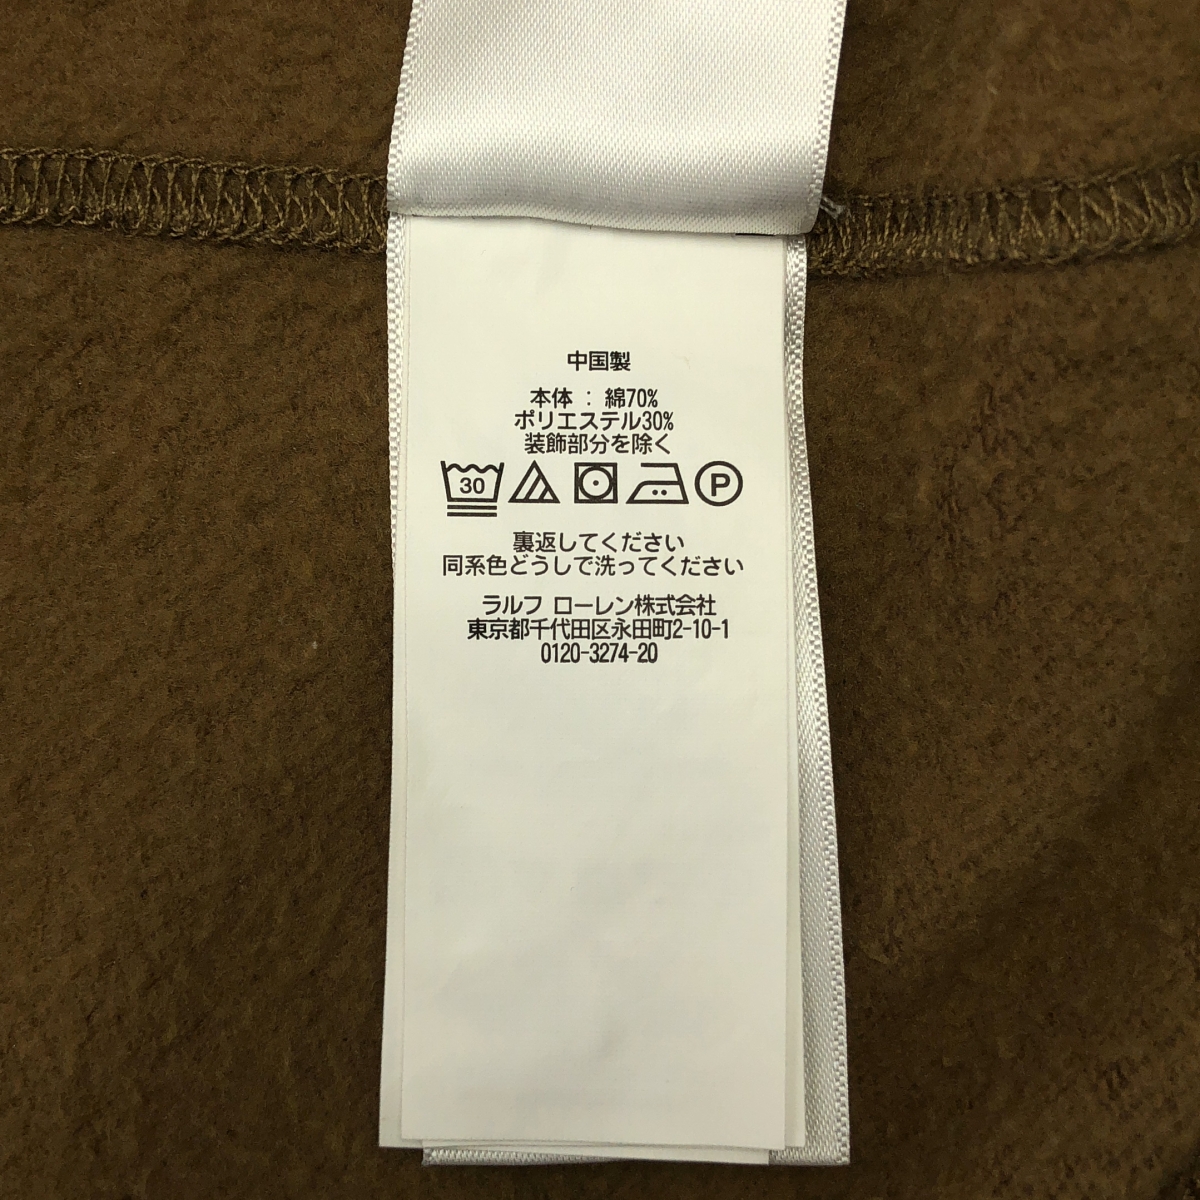 中国製
本体 : 綿70%
ポリエステル30%
装飾部分を除く
30 P
裏返してください
同系色どうしで洗ってください
ラルフ ローレン株式会社
東京都千代田区永田町2-10-1
0120-3274-20